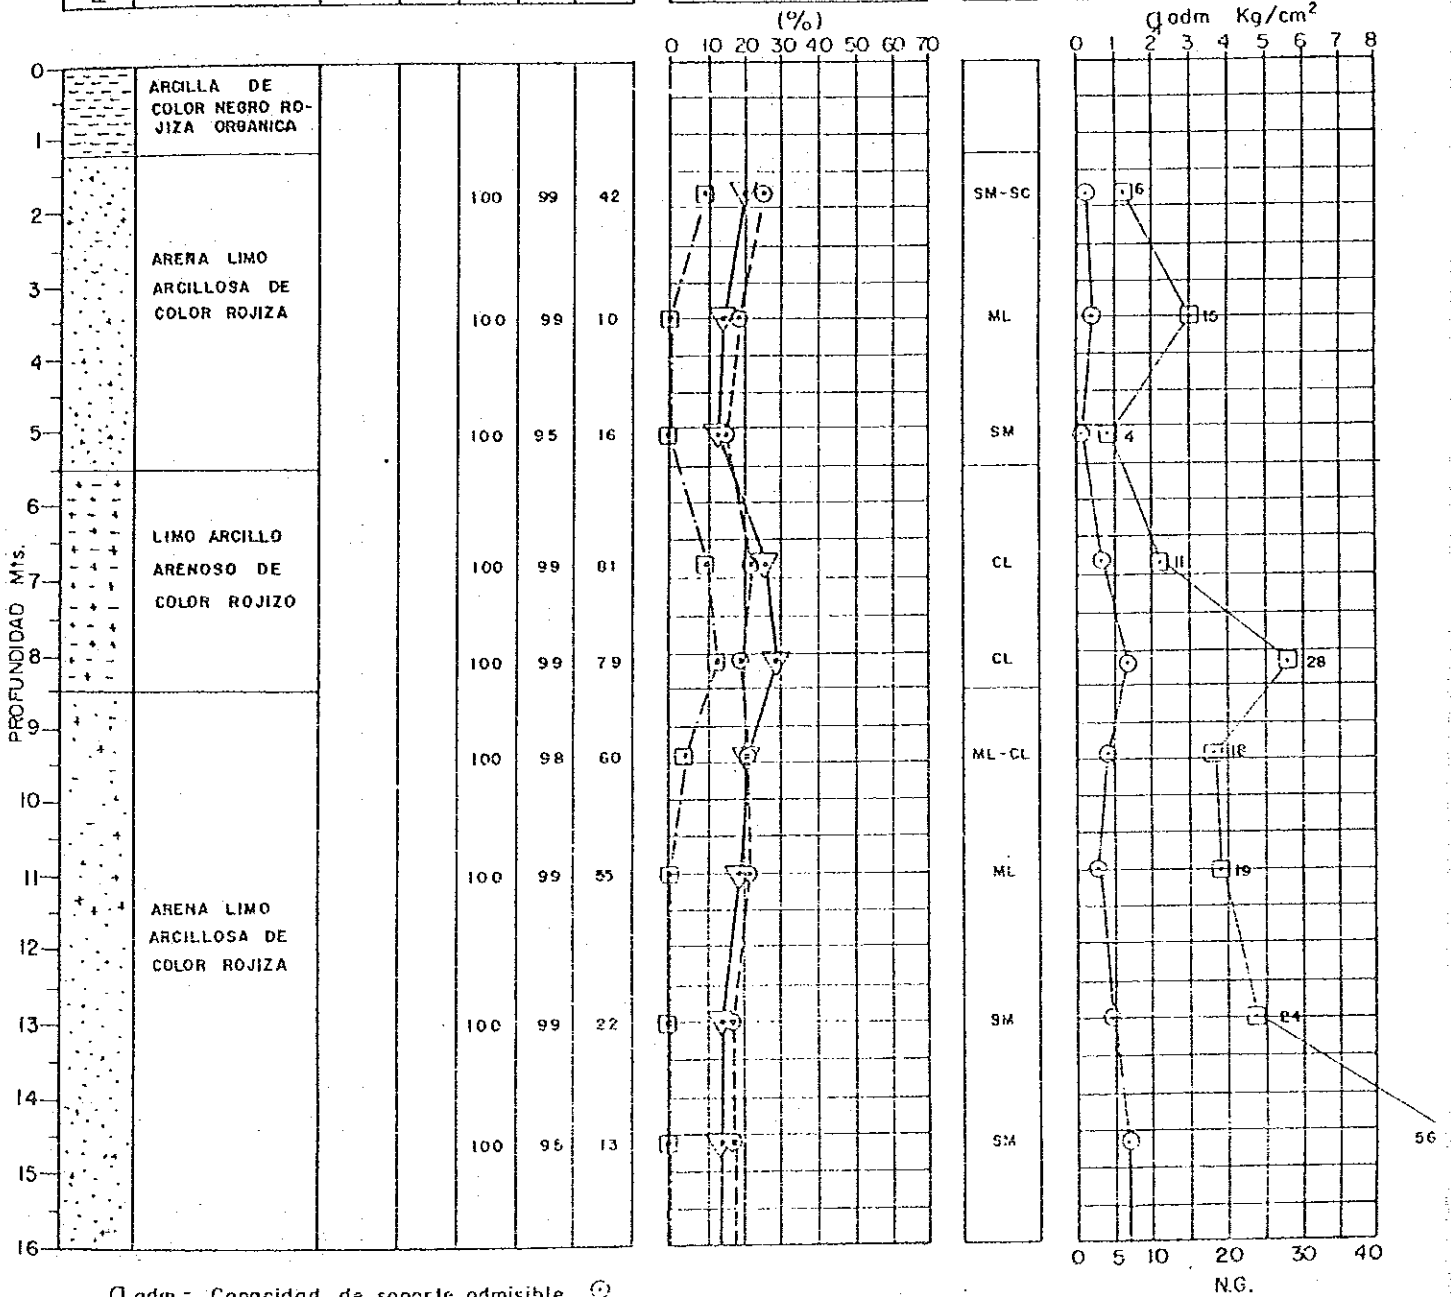 (%)
q adm Kg/cm²
0 10 20 30 40 50 60 70
0 1 2 3 4 5 6 7 8
0
ARCILLA DE
COLOR NEGRO RO-
JIZA ORGANICA
1
100 99 42
SM-SC
6
2
ARENA LIMO
ARCILLOSA DE
COLOR ROJIZA
3
100 99 10
ML
15
4
5
100 95 16
SM
4
6
LIMO ARCILLO
ARENOSO DE
COLOR ROJIZO
100 99 81
CL
11
7
8
100 99 79
CL
28
PROFUNDIDAD Mts.
9
100 98 60
ML-CL
18
10
11
100 99 55
ML
19
ARENA LIMO
ARCILLOSA DE
COLOR ROJIZA
12
13
100 99 22
SM
24
14
100 95 13
SM
56
15
16
0 5 10 20 30 40
N.G.
q adm = Capacidad de soporte admisible